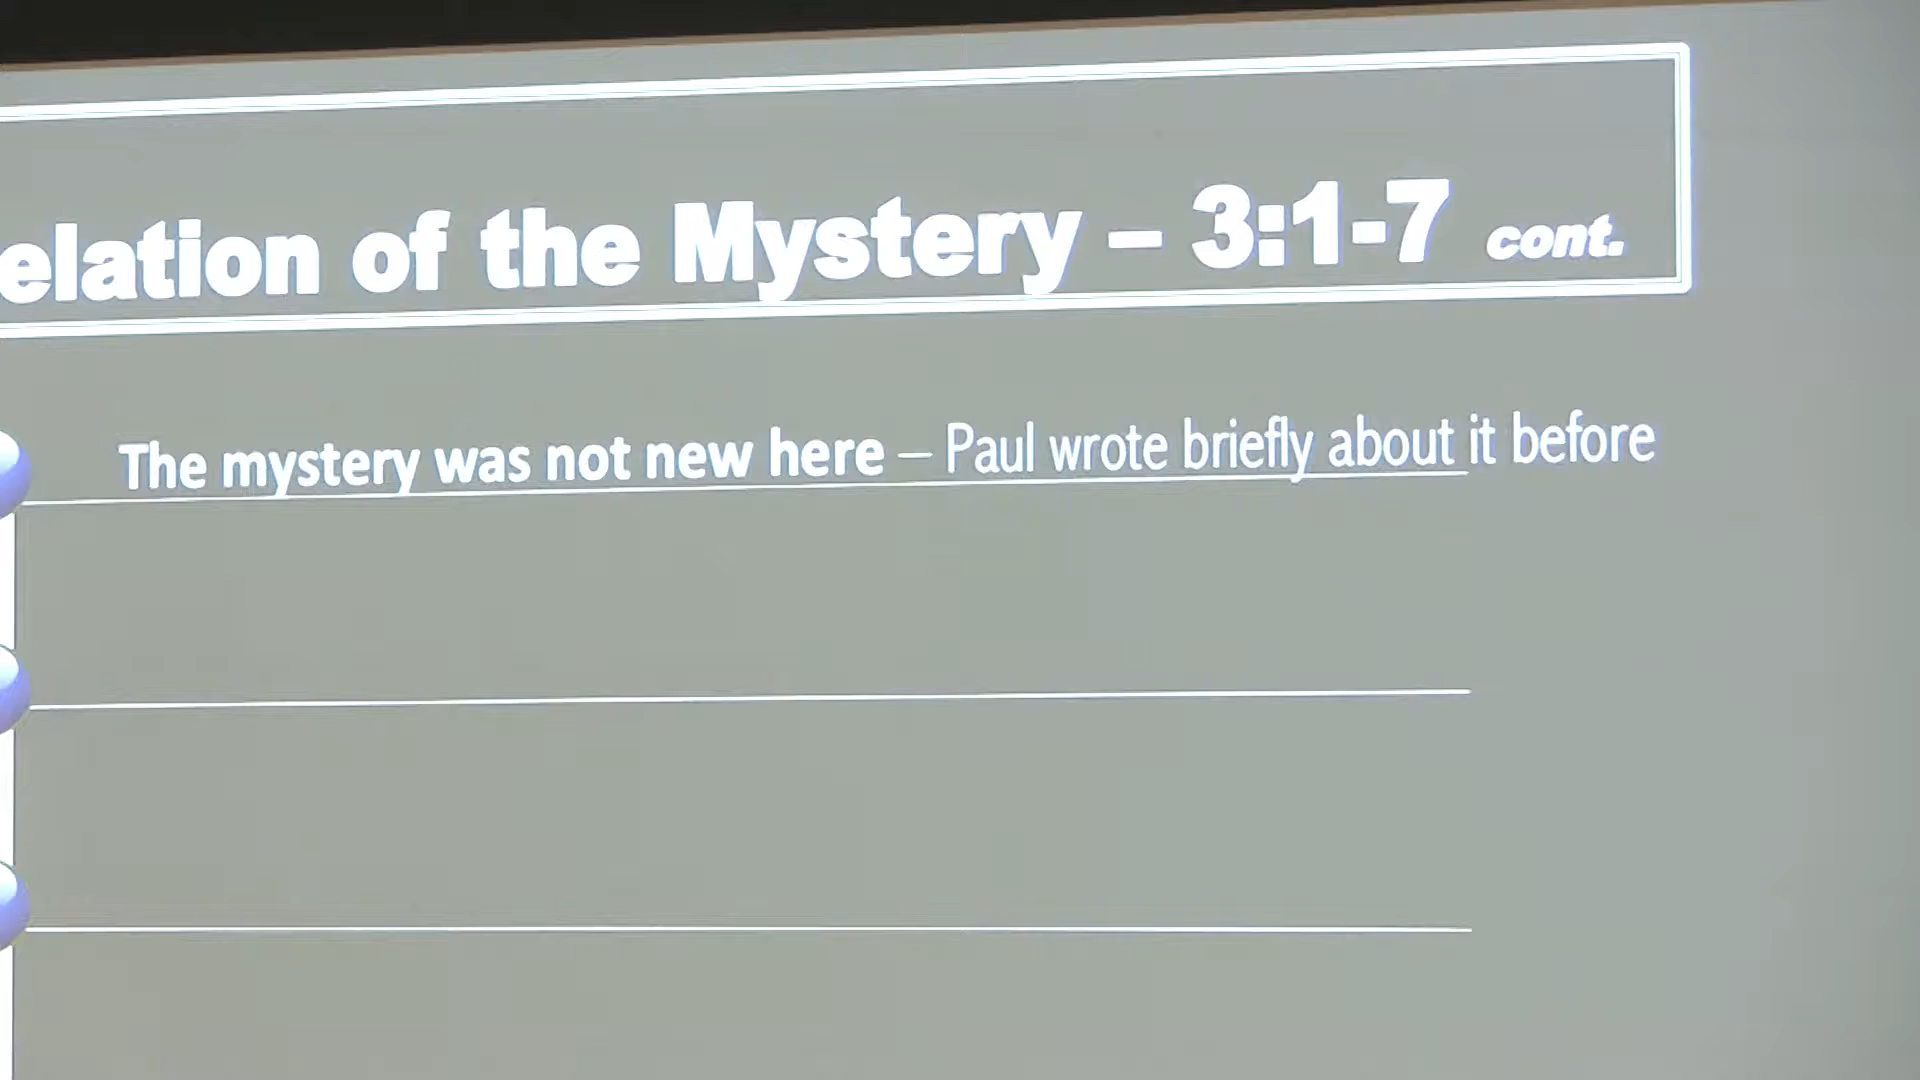 elation of the Mystery – 3:1-7 cont.
The mystery was not new here – Paul wrote briefly about it before